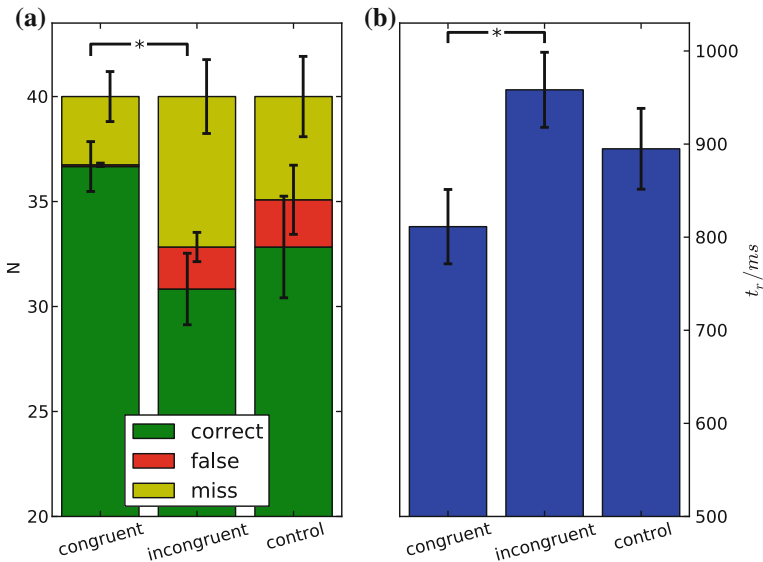 (a)
*
N
40
35
30
25
20
correct
false
miss
congruent
incongruent
control
(b)
*
1000
900
800
700
600
500
t_r/ms
congruent
incongruent
control